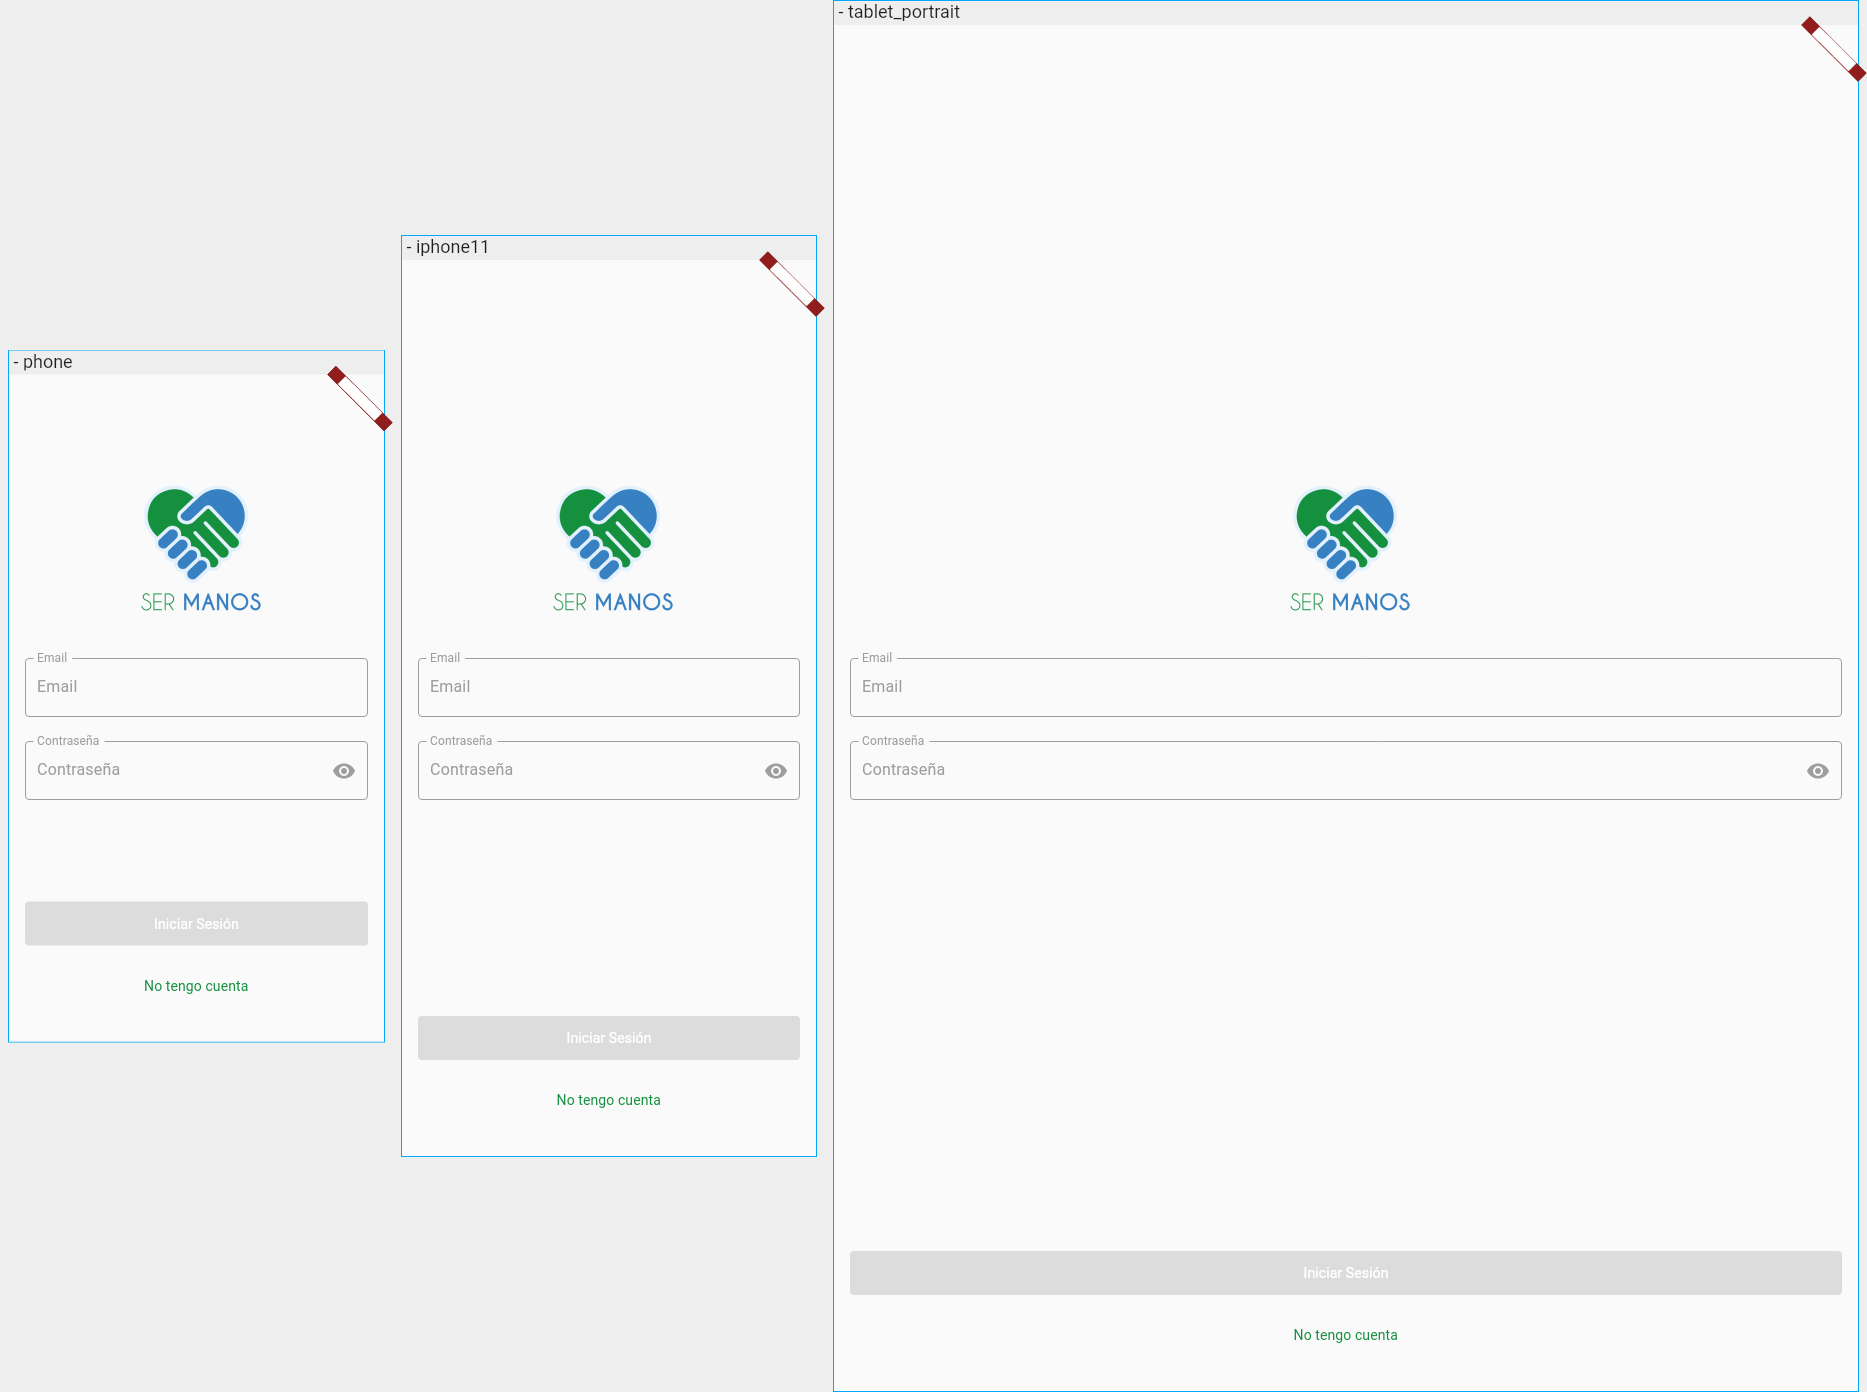 - phone
SER MANOS
Email
Email
Contraseña
Contraseña
Iniciar Sesión
No tengo cuenta
- iphone11
SER MANOS
Email
Email
Contraseña
Contraseña
Iniciar Sesión
No tengo cuenta
- tablet_portrait
SER MANOS
Email
Email
Contraseña
Contraseña
Iniciar Sesión
No tengo cuenta